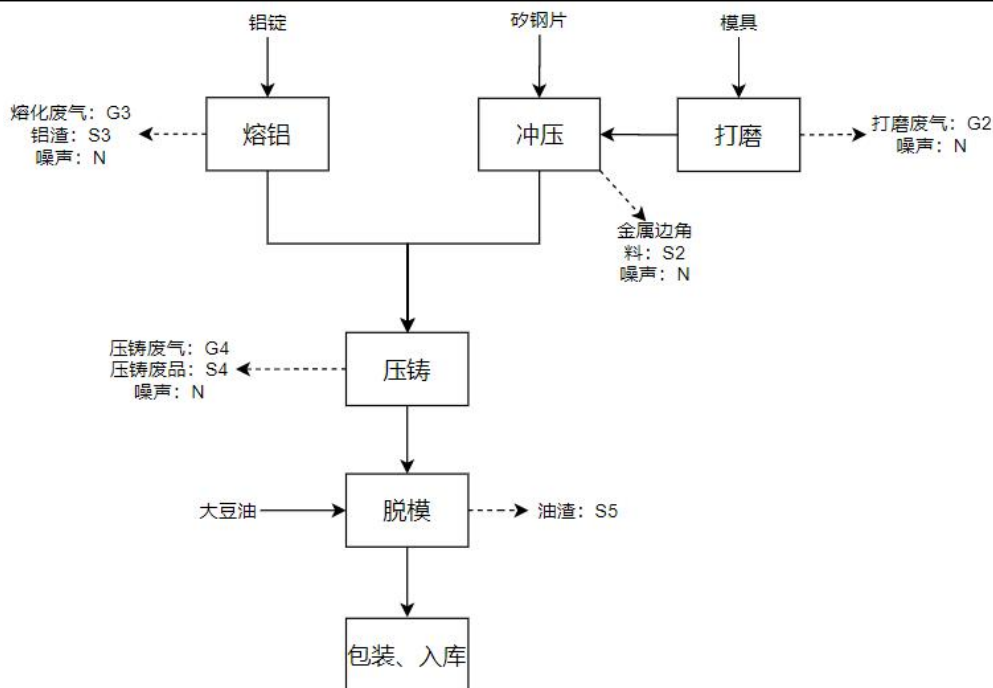 铝锭
矽钢片
模具
熔化废气：G3
铝渣：S3
噪声：N
熔铝
冲压
打磨
打磨废气：G2
噪声：N
金属边角
料：S2
噪声：N
压铸废气：G4
压铸废品：S4
噪声：N
压铸
大豆油
脱模
油渣：S5
包装、入库